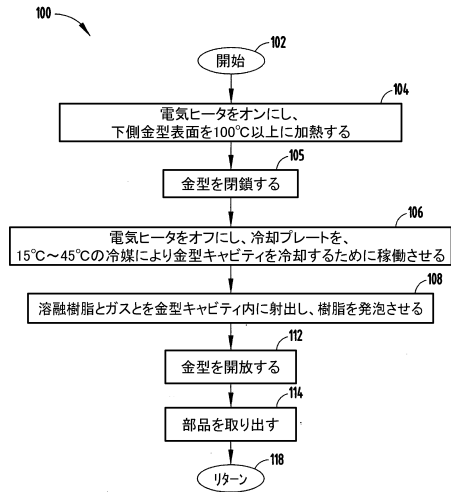 100
102
開始
104
電気ヒータをオンにし、
下側金型表面を100℃以上に加熱する
105
金型を閉鎖する
106
電気ヒータをオフにし、冷却プレートを、
15℃～45℃の冷媒により金型キャビティを冷却するために稼働させる
108
溶融樹脂とガスとを金型キャビティ内に射出し、樹脂を発泡させる
112
金型を開放する
114
部品を取り出す
118
リターン